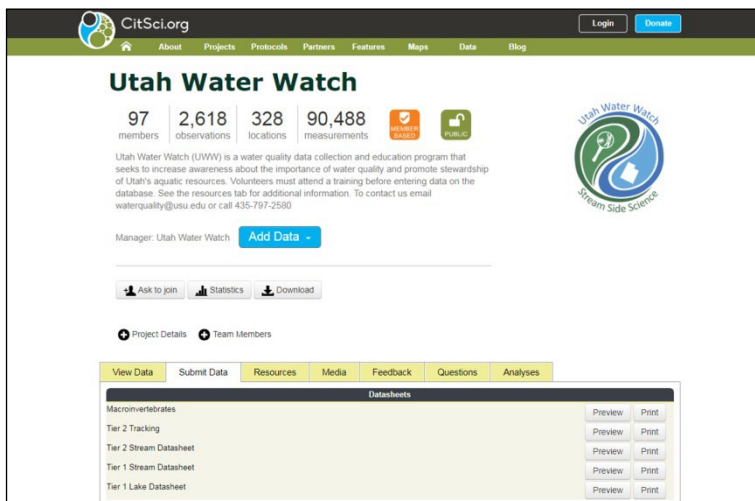 CitSci.org
Login
Donate
About Projects Protocols Partners Features Maps Data Blog
Utah Water Watch
97 2,618 328 90,488
members observations locations measurements
MEMBER BASED
PUBLIC
Utah Water Watch (UWW) is a water quality data collection and education program that
seeks to increase awareness about the importance of water quality and promote stewardship
of Utah's aquatic resources. Volunteers must attend a training before entering data on the
database. See the resources tab for additional information. To contact us email
waterquality@usu.edu or call 435-797-2580
Utah Water Watch
Stream Side Science
Manager: Utah Water Watch Add Data
Ask to join Statistics Download
Project Details Team Members
View Data Submit Data Resources Media Feedback Questions Analyses
Datasheets
Macroinvertebrates Preview Print
Tier 2 Tracking Preview Print
Tier 2 Stream Datasheet Preview Print
Tier 1 Stream Datasheet Preview Print
Tier 1 Lake Datasheet Preview Print